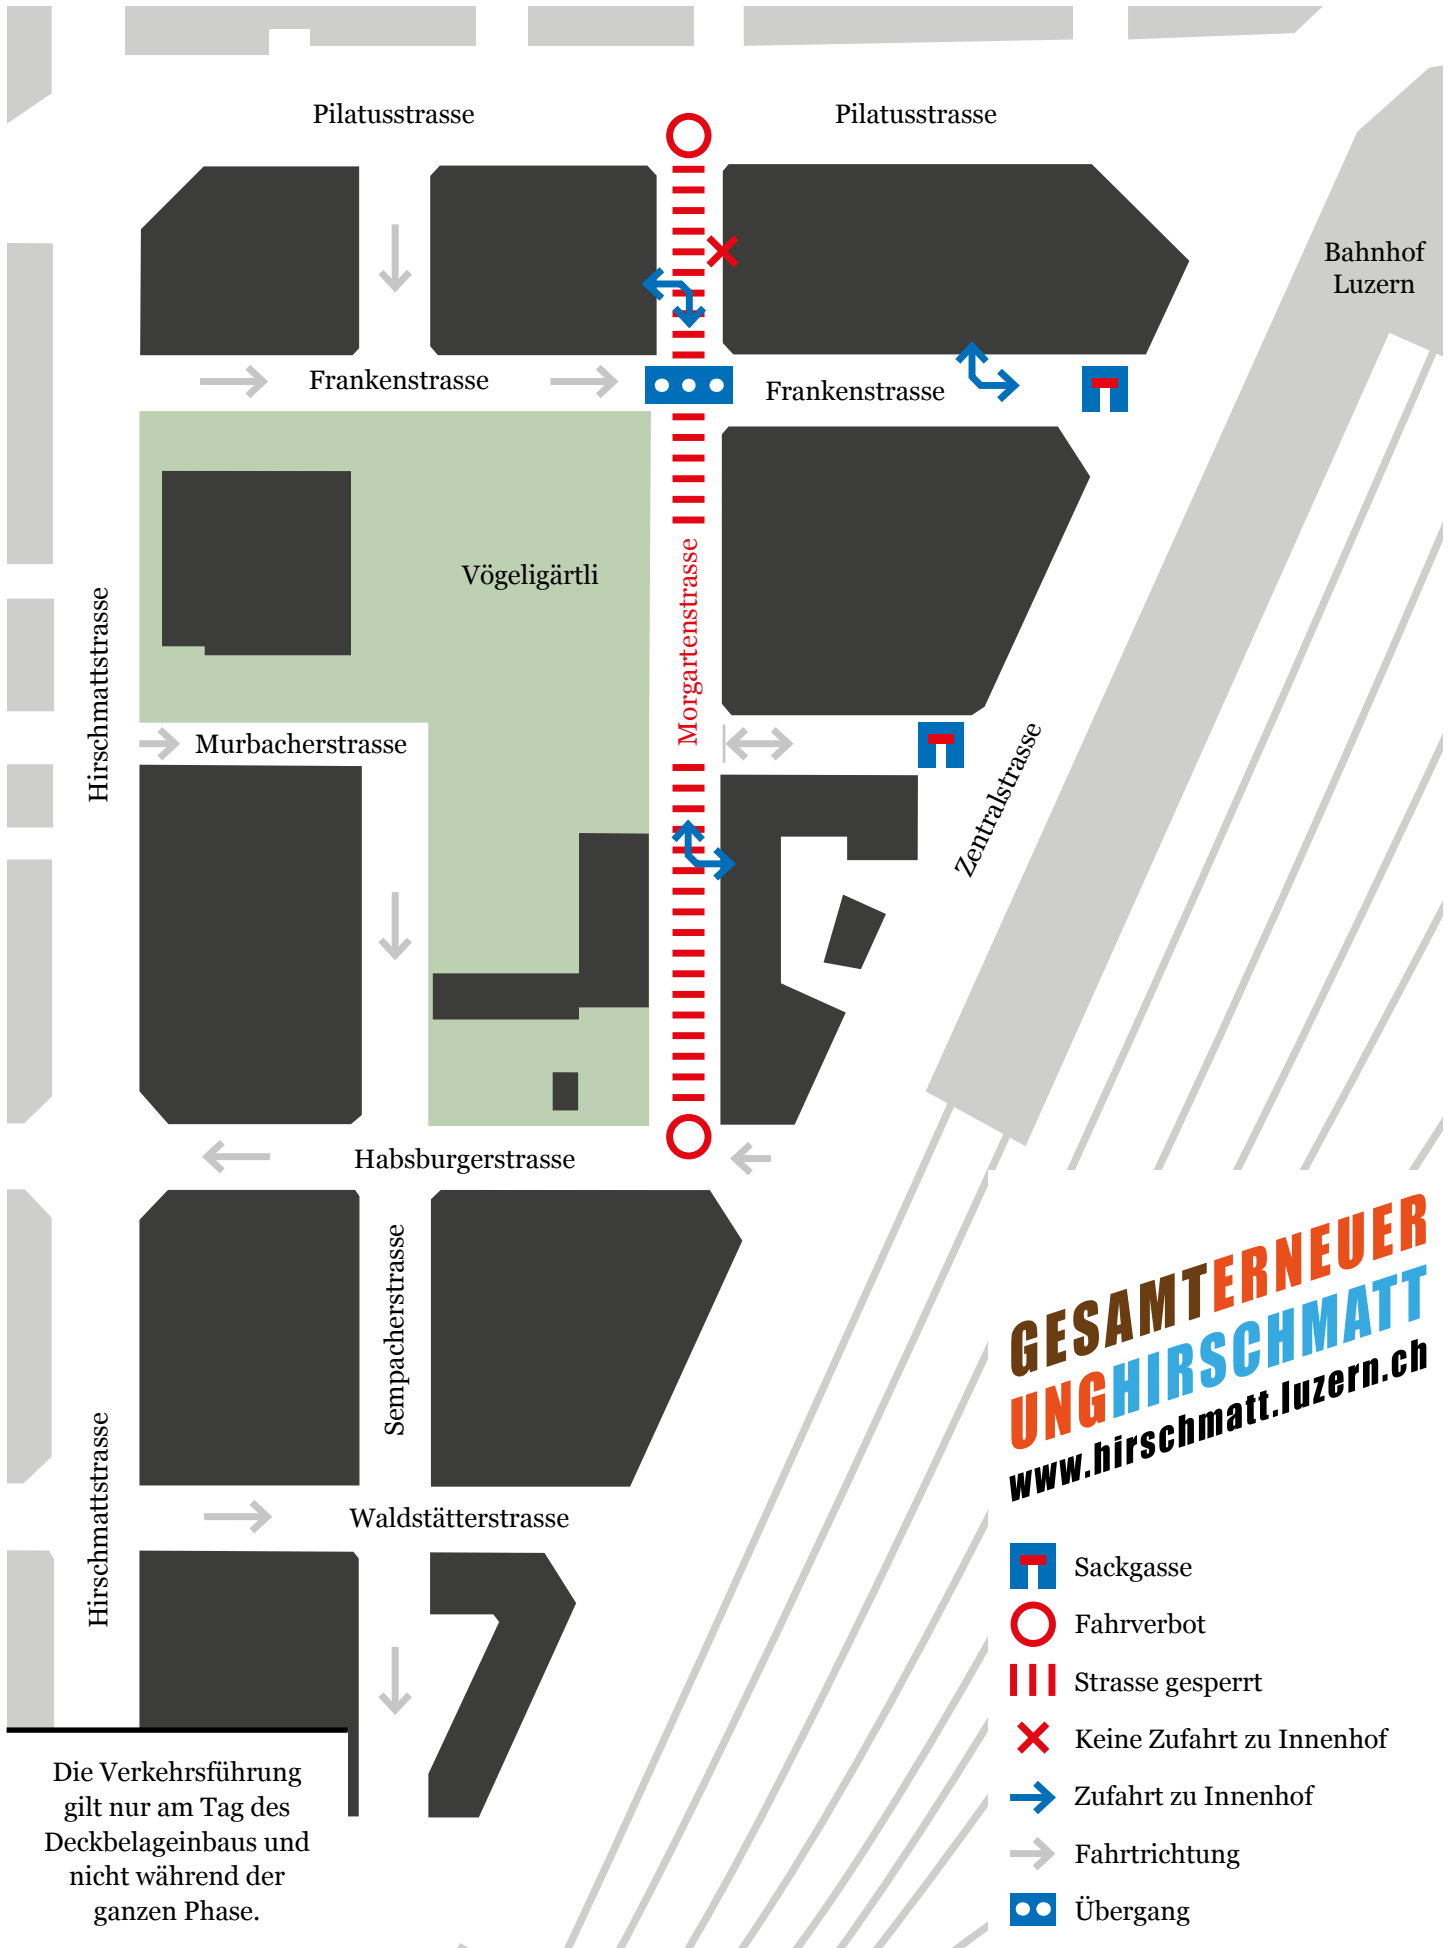 Pilatusstrasse
Pilatusstrasse
Bahnhof
Luzern
Frankenstrasse
Frankenstrasse
Vögeligärtli
Morgartenstrasse
Hirschmattstrasse
Murbacherstrasse
Zentralstrasse
Habsburgerstrasse
Sempacherstrasse
Hirschmattstrasse
Waldstätterstrasse
GESAMTERNEUER
UNGHIRSCHMATT
www.hirschmatt.luzern.ch
Sackgasse
Fahrverbot
Strasse gesperrt
Keine Zufahrt zu Innenhof
Zufahrt zu Innenhof
Fahrtrichtung
Übergang
Die Verkehrsführung
gilt nur am Tag des
Deckbelageinbaus und
nicht während der
ganzen Phase.